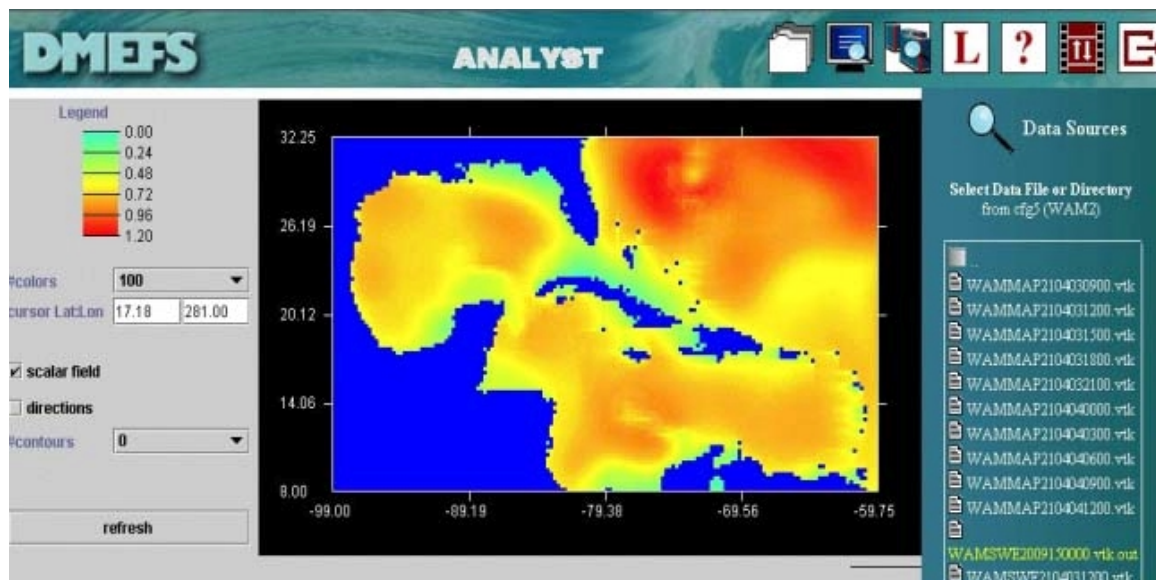 DMEFS
ANALYST
L
?
Legend
0.00
0.24
0.48
0.72
0.96
1.20
#colors
100
cursor Lat:Lon
17.18
281.00
scalar field
directions
#contours
0
refresh
32.25
26.19
20.12
14.06
8.00
-99.00
-89.19
-79.38
-69.56
-59.75
Data Sources
Select Data File or Directory
from cfg5 (WAM2)
..
WAMMAP2104030900.vtk
WAMMAP2104031200.vtk
WAMMAP2104031500.vtk
WAMMAP2104031800.vtk
WAMMAP2104032100.vtk
WAMMAP2104040000.vtk
WAMMAP2104040300.vtk
WAMMAP2104040600.vtk
WAMMAP2104040900.vtk
WAMMAP2104041200.vtk
WAMSWE2009150000.vtk.out
WAMSWE2104031200.vtk